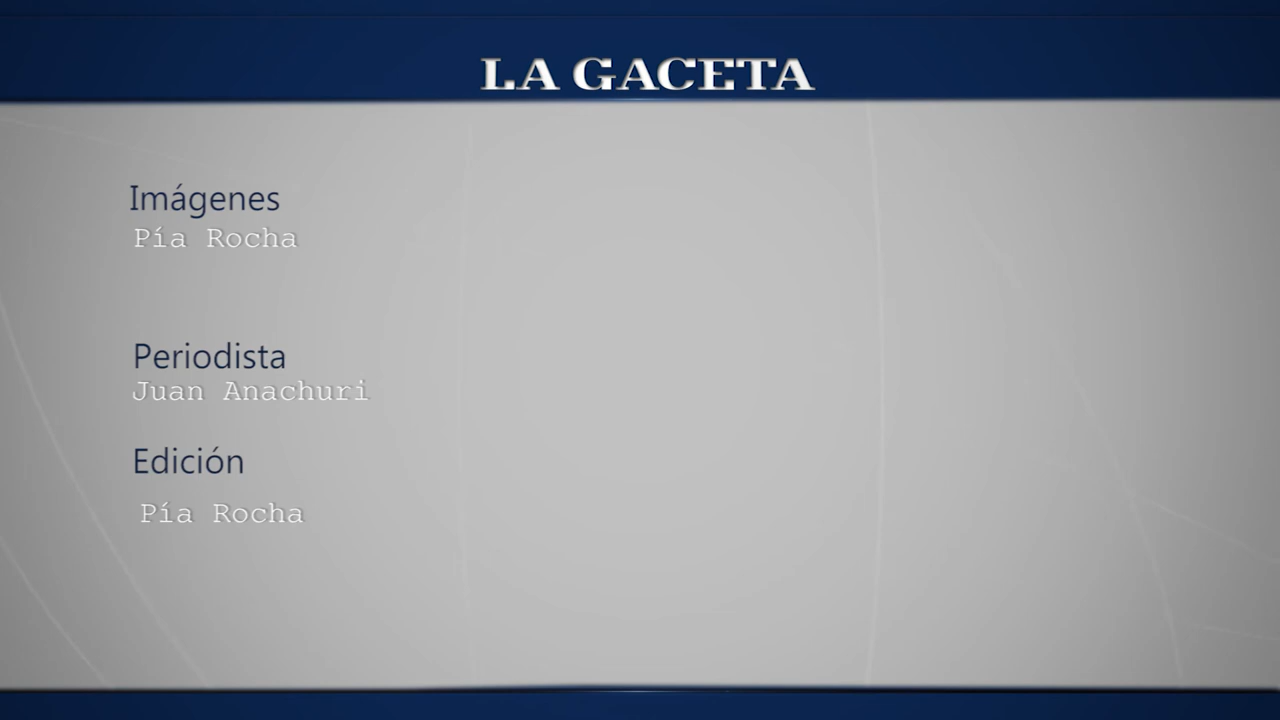 LA GACETA
Imágenes
Pía Rocha
Periodista
Juan Anachuri
Edición
Pía Rocha